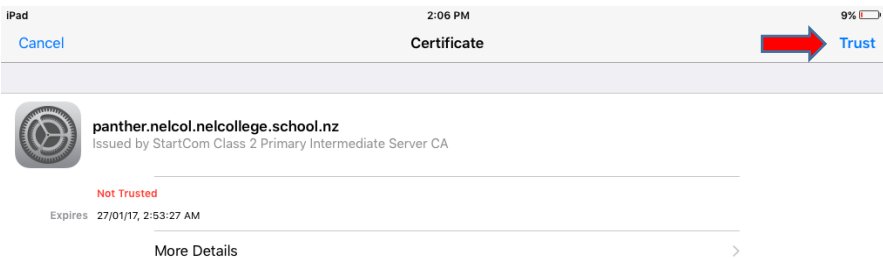 iPad 2:06 PM 9%
Cancel Certificate Trust
panther.nelcol.nelcollege.school.nz
Issued by StartCom Class 2 Primary Intermediate Server CA
Not Trusted
Expires 27/01/17, 2:53:27 AM
More Details